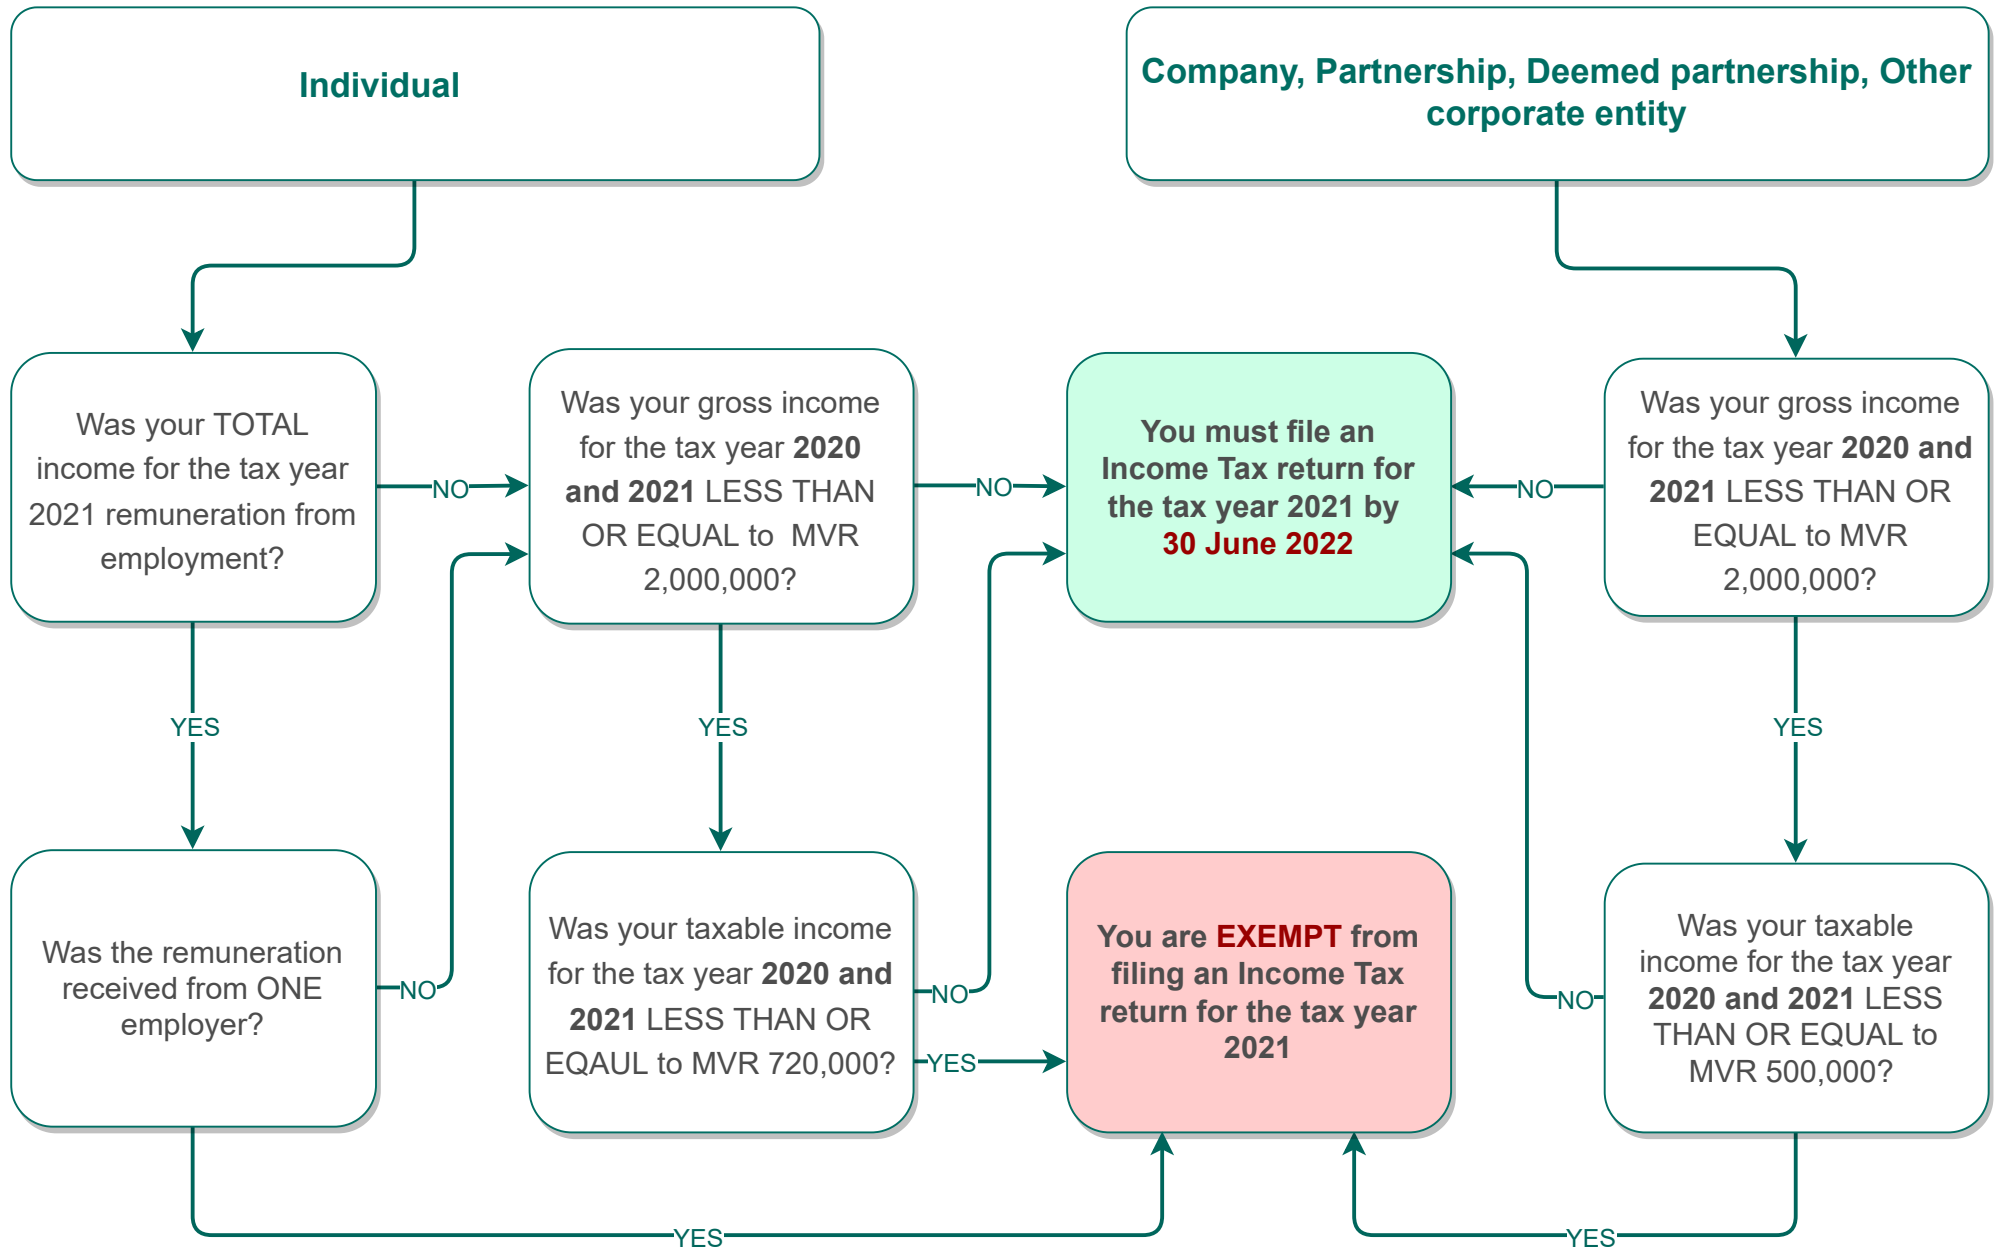 Individual
Company, Partnership, Deemed partnership, Other
corporate entity
Was your TOTAL
income for the tax year
2021 remuneration from
employment?
NO
Was your gross income
for the tax year 2020
and 2021 LESS THAN
OR EQUAL to MVR
2,000,000?
NO
You must file an
Income Tax return for
the tax year 2021 by
30 June 2022
NO
Was your gross income
for the tax year 2020 and
2021 LESS THAN OR
EQUAL to MVR
2,000,000?
YES
YES
YES
Was the remuneration
received from ONE
employer?
NO
Was your taxable income
for the tax year 2020 and
2021 LESS THAN OR
EQAUL to MVR 720,000?
NO
YES
You are EXEMPT from
filing an Income Tax
return for the tax year
2021
NO
Was your taxable
income for the tax year
2020 and 2021 LESS
THAN OR EQUAL to
MVR 500,000?
YES
YES